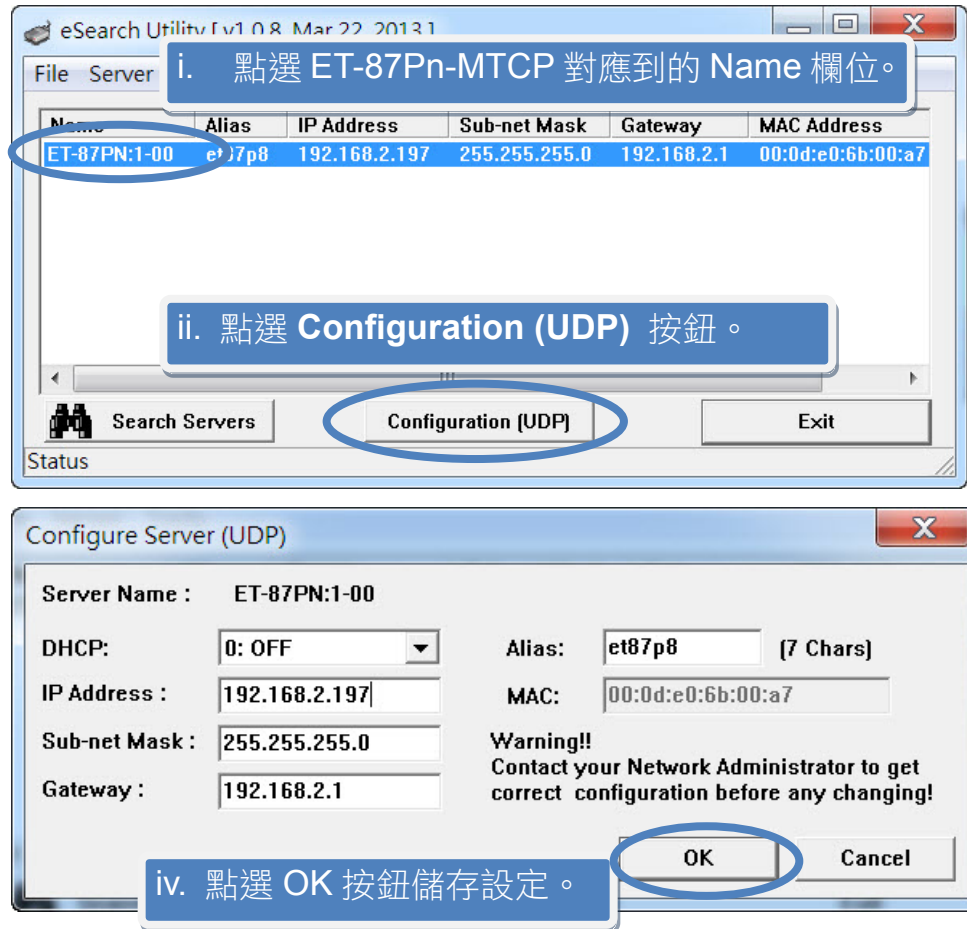 eSearch Utility [ v1.0.8, Mar.22, 2013 ]
File Server
i. 點選 ET-87Pn-MTCP 對應到的 Name 欄位。
Name Alias IP Address Sub-net Mask Gateway MAC Address
ET-87PN:1-00 et87p8 192.168.2.197 255.255.255.0 192.168.2.1 00:0d:e0:6b:00:a7
ii. 點選 Configuration (UDP) 按鈕。
Search Servers Configuration (UDP) Exit
Status
Configure Server (UDP)
Server Name : ET-87PN:1-00
DHCP: 0: OFF Alias: et87p8 (7 Chars)
IP Address : 192.168.2.197 MAC: 00:0d:e0:6b:00:a7
Sub-net Mask : 255.255.255.0 Warning!!
Contact your Network Administrator to get
Gateway : 192.168.2.1 correct configuration before any changing!
OK Cancel
iv. 點選 OK 按鈕儲存設定。